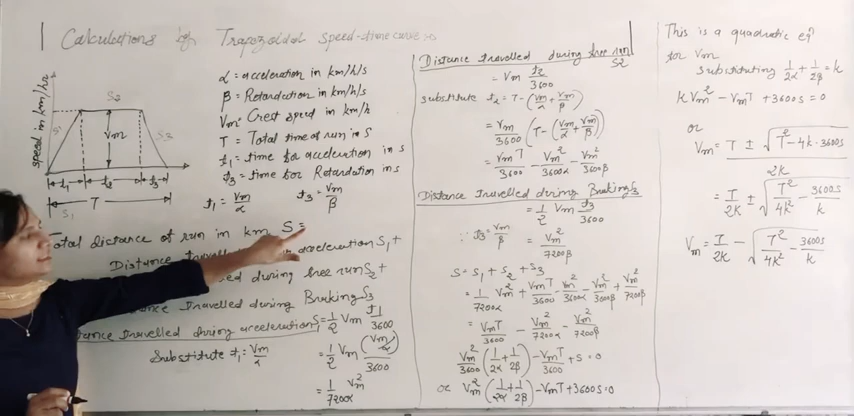 Calculations of Trapozoidal speed-time curve:
speed in km/hr
S2
S1
Vm
S3
t1 t2 t3
T
S1
α = acceleration in km/h/s
β = Retardation in km/h/s
Vm = Crest speed in km/h
T = Total time of run in s
t1 = time for acceleration in s
t3 = time for Retardation in s
t1 = Vm/α t3 = Vm/β
Total distance of run in km S =
acceleration S1 +
during free run S2 +
Travelled during Braking S3
Travelled during acceleration S1 = 1/2 Vm t1/3600
Substitute t1 = Vm/α = 1/2 Vm (Vm/α)/3600
= 1/7200α Vm²
Distance travelled during free run S2
= Vm t2/3600
substitute t2 = T - (Vm/α + Vm/β)
= Vm/3600 (T - (Vm/α + Vm/β))
= VmT/3600 - Vm²/3600α - Vm²/3600β
Distance Travelled during Braking S3
= 1/2 Vm t3/3600
∵ t3 = Vm/β = Vm²/7200β
S = S1 + S2 + S3
= 1/7200α Vm² + VmT/3600 - Vm²/3600α - Vm²/3600β + Vm²/7200β
= VmT/3600 - Vm²/7200α - Vm²/7200β
Vm²/3600 (1/2α + 1/2β) - VmT/3600 + S = 0
or Vm² (1/2α + 1/2β) - VmT + 3600S = 0
This is a quadratic eqn
for Vm
Substituting 1/2α + 1/2β = k
kVm² - VmT + 3600S = 0
or
Vm = T ± √T² - 4k·3600S / 2k
= T/2k ± √T²/4k² - 3600S/k
Vm = T/2k - √T²/4k² - 3600S/k